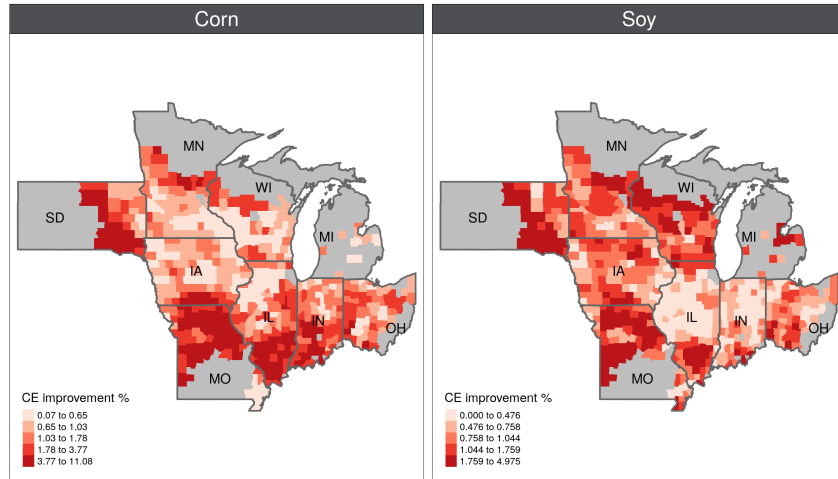 Corn
MN
WI
SD
MI
IA
IL
IN
OH
MO
CE improvement %
0.07 to 0.65
0.65 to 1.03
1.03 to 1.78
1.78 to 3.77
3.77 to 11.08
Soy
MN
WI
SD
MI
IA
IL
IN
OH
MO
CE improvement %
0.000 to 0.476
0.476 to 0.758
0.758 to 1.044
1.044 to 1.759
1.759 to 4.975